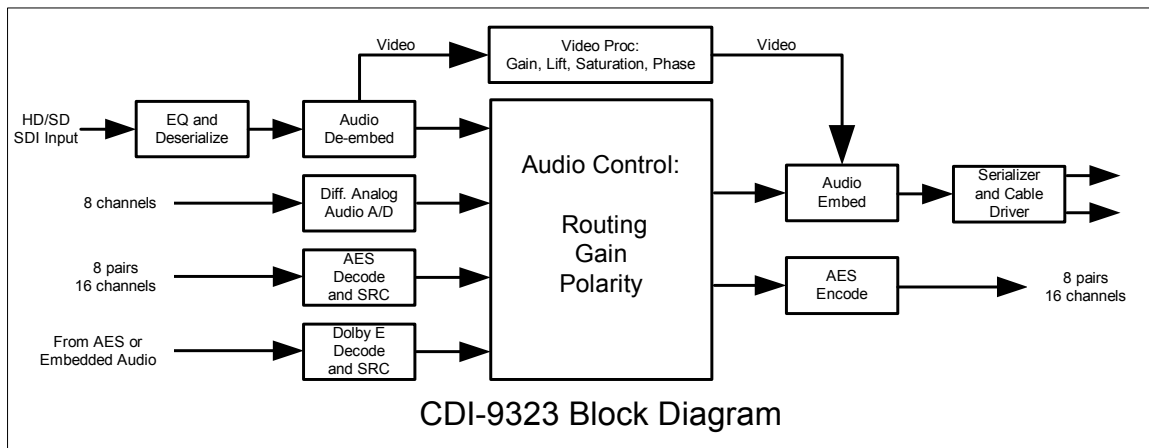 Video
Video Proc:
Gain, Lift, Saturation, Phase
Video
HD/SD
SDI Input
EQ and
Deserialize
Audio
De-embed
Audio Control:
Routing
Gain
Polarity
8 channels
Diff. Analog
Audio A/D
Audio
Embed
Serializer
and Cable
Driver
8 pairs
16 channels
AES
Decode
and SRC
AES
Encode
8 pairs
16 channels
From AES or
Embedded Audio
Dolby E
Decode
and SRC
CDI-9323 Block Diagram